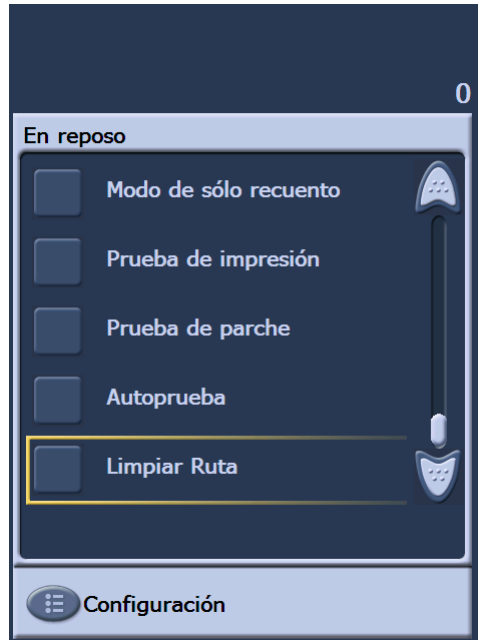 0
En reposo
Modo de sólo recuento
Prueba de impresión
Prueba de parche
Autoprueba
Limpiar Ruta
Configuración